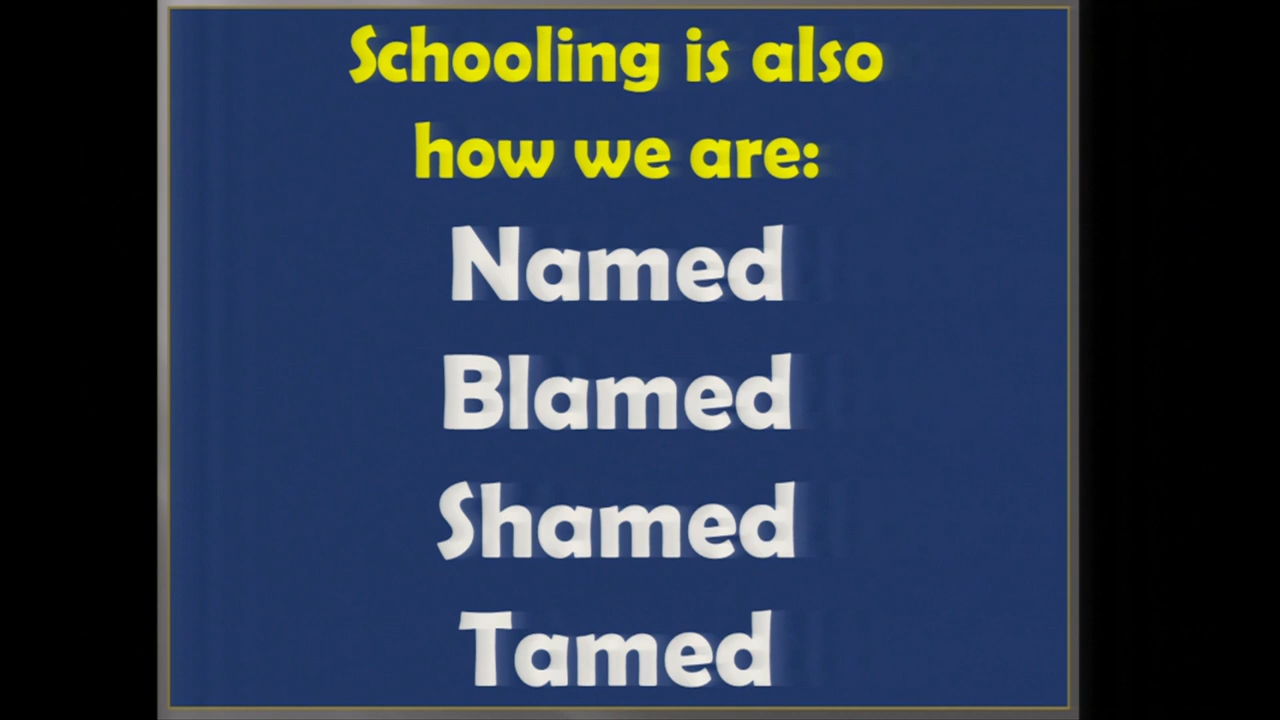 Schooling is also
how we are:
Named
Blamed
Shamed
Tamed